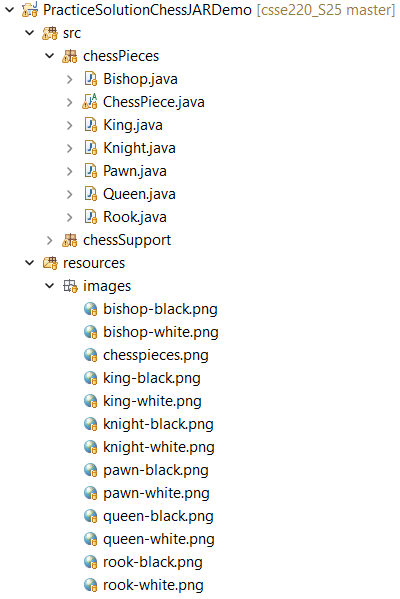 PracticeSolutionChessJARDemo [csse220_S25 master]
src
chessPieces
Bishop.java
ChessPiece.java
King.java
Knight.java
Pawn.java
Queen.java
Rook.java
chessSupport
resources
images
bishop-black.png
bishop-white.png
chesspieces.png
king-black.png
king-white.png
knight-black.png
knight-white.png
pawn-black.png
pawn-white.png
queen-black.png
queen-white.png
rook-black.png
rook-white.png